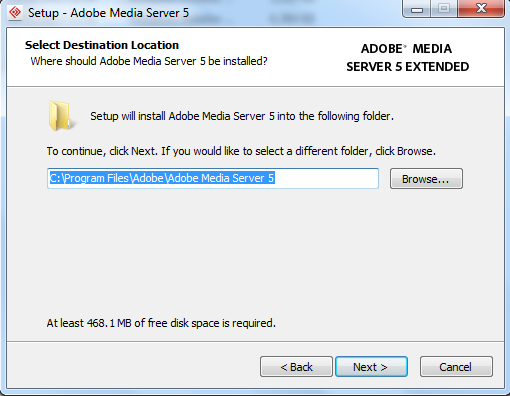 Setup - Adobe Media Server 5
Select Destination Location
Where should Adobe Media Server 5 be installed?
ADOBE® MEDIA
SERVER 5 EXTENDED
Setup will install Adobe Media Server 5 into the following folder.
To continue, click Next. If you would like to select a different folder, click Browse.
C:\Program Files\Adobe\Adobe Media Server 5
Browse...
At least 468.1 MB of free disk space is required.
< Back
Next >
Cancel